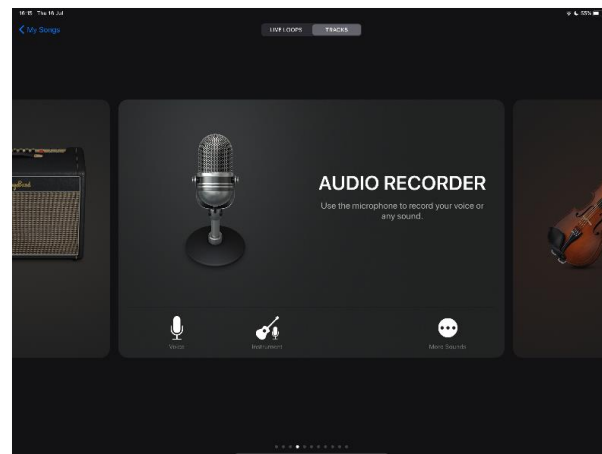 16:15 Thu 16 Jul
55%
My Songs
LIVE LOOPS TRACKS
AUDIO RECORDER
Use the microphone to record your voice or
any sound.
Voice
Instrument
More Sounds